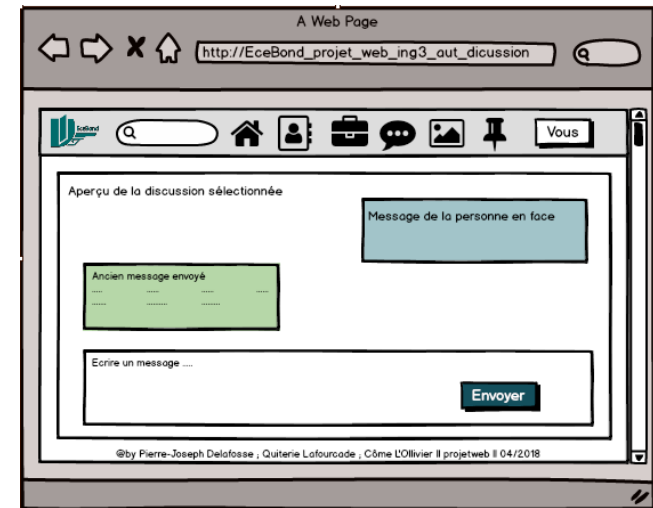 A Web Page
http://EceBond_projet_web_ing3_aut_dicussion
EceBond
Vous
Aperçu de la discussion sélectionnée
Message de la personne en face
Ancien message envoyé
..... ..... ..... .....
...... ......... ........
Ecrire un message ....
Envoyer
@by Pierre-Joseph Delafosse ; Quiterie Lafourcade ; Côme L'Ollivier II projetweb II 04/2018